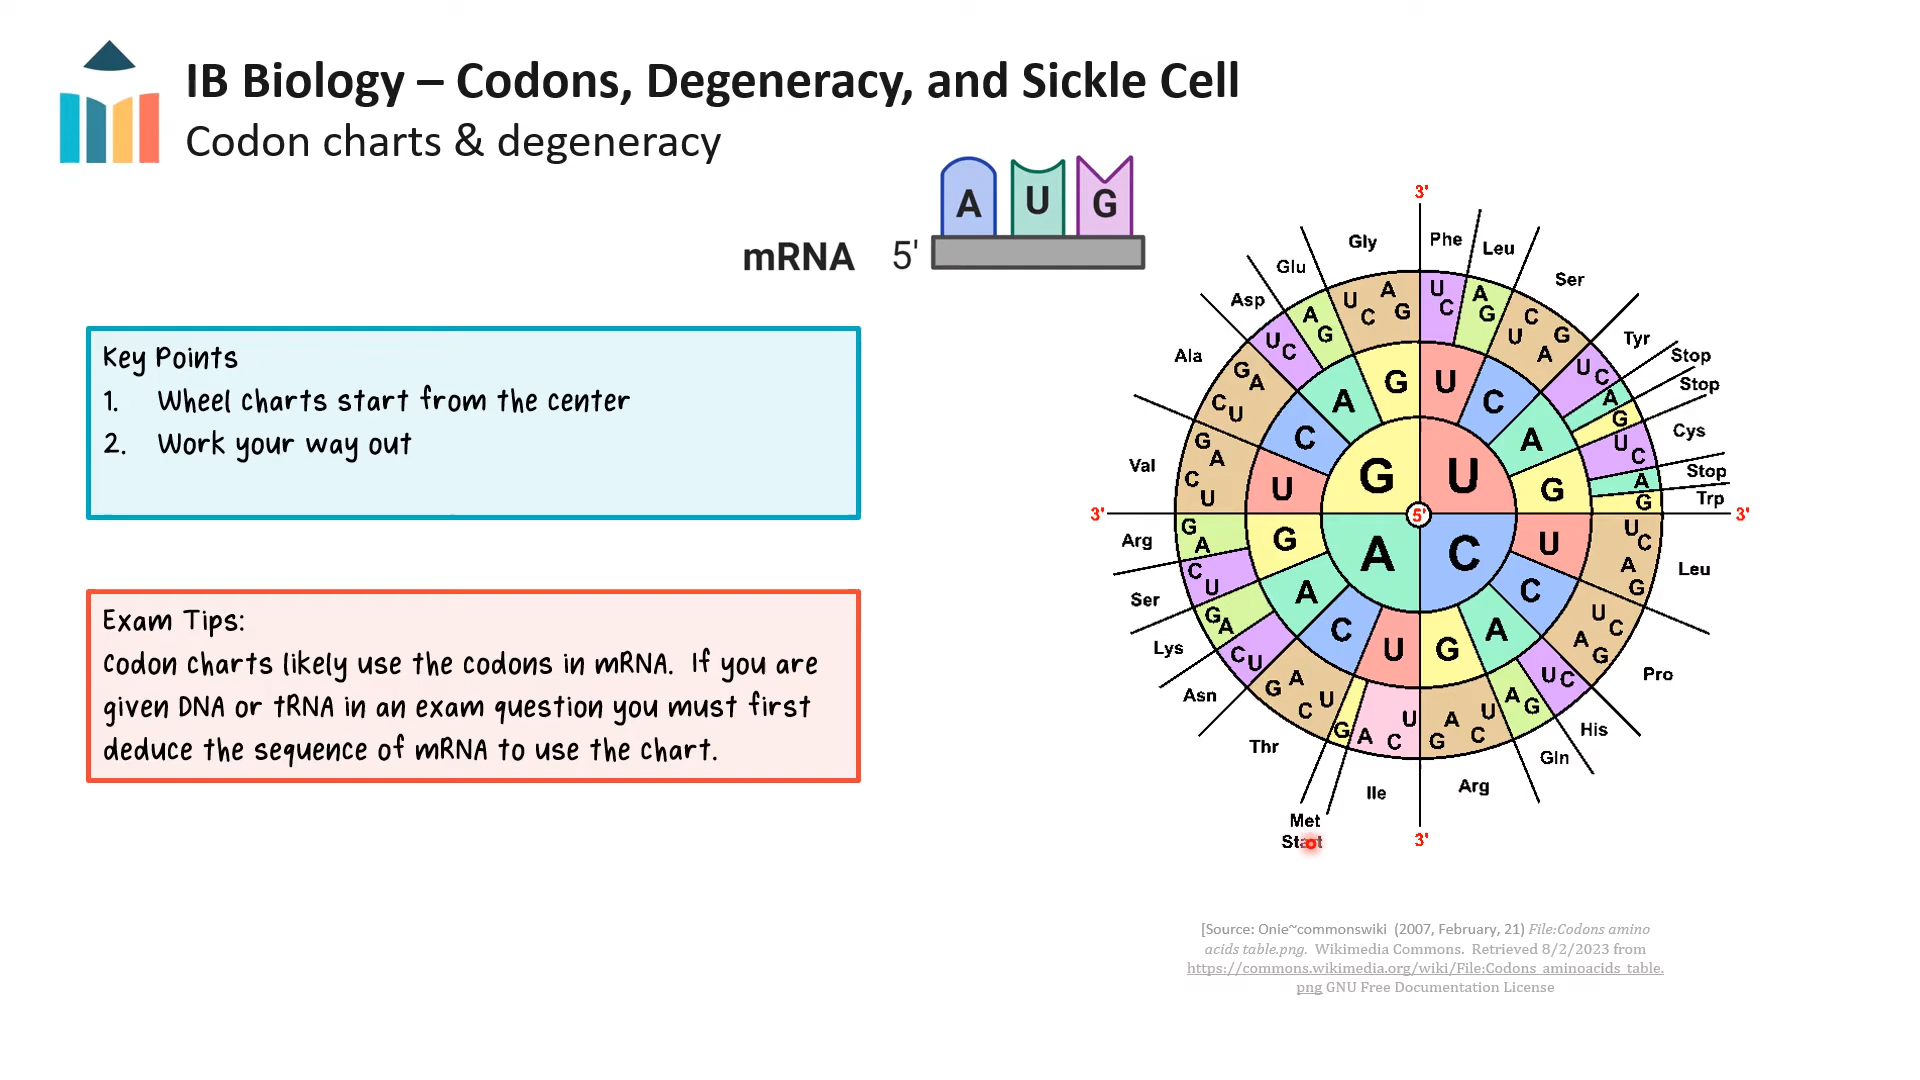 IB Biology – Codons, Degeneracy, and Sickle Cell
Codon charts & degeneracy
A U G
mRNA 5'
Key Points
1. Wheel charts start from the center
2. Work your way out
Exam Tips:
Codon charts likely use the codons in mRNA. If you are
given DNA or tRNA in an exam question you must first
deduce the sequence of mRNA to use the chart.
3'
Phe
Leu
Ser
Tyr
Stop
Stop
Cys
Stop
Trp
3'
Leu
Pro
His
Gln
Arg
3'
Ile
Met
Start
Thr
Asn
Lys
Ser
Arg
3'
Val
Ala
Asp
Glu
Gly
U C
A G
U C A G
U C
A
G
U C
A
G
U C A G
U C A G
U C
A G
U C A G
U C A
G
U C A G
U C
A G
U C
A G
U C A G
U C A G
U C
A G
U C A G
U C A G
U C A G
U C A G
U C A G
G U
5'
A C
[Source: Onie~commonswiki (2007, February, 21) File:Codons amino
acids table.png. Wikimedia Commons. Retrieved 8/2/2023 from
https://commons.wikimedia.org/wiki/File:Codons_aminoacids_table.
png GNU Free Documentation License